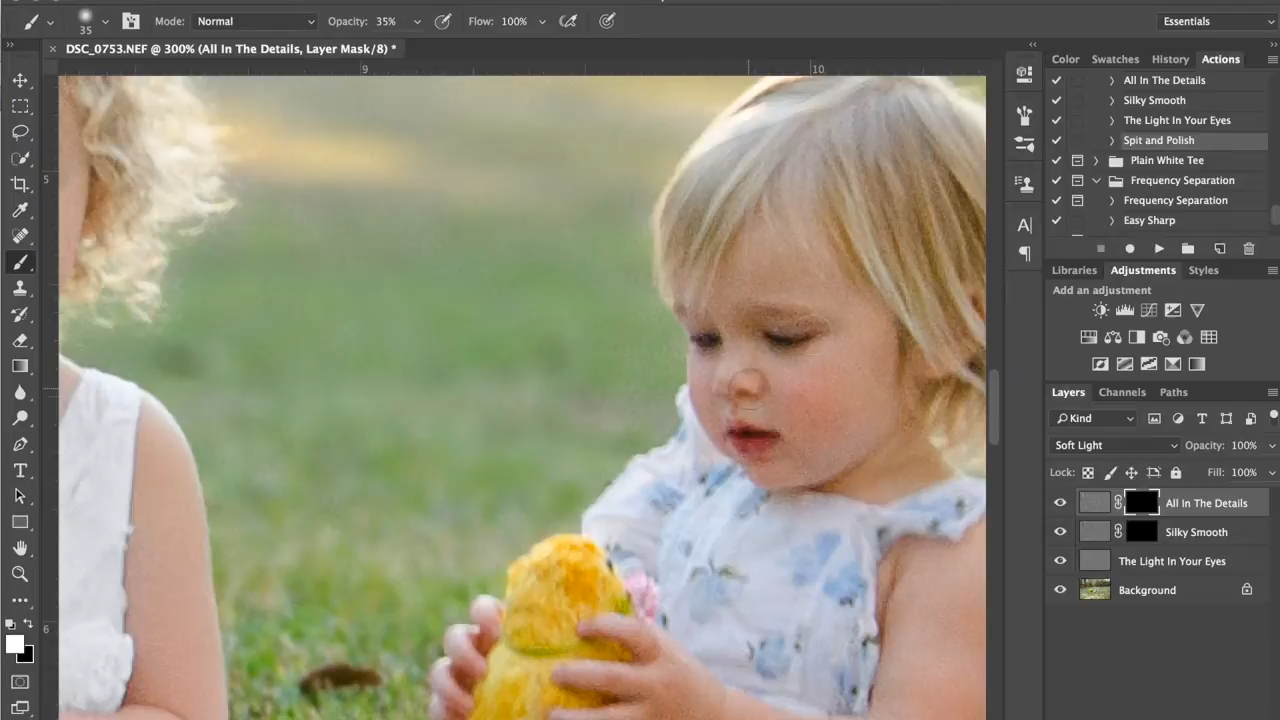 35
Mode: Normal
Opacity: 35%
Flow: 100%
Essentials
DSC_0753.NEF @ 300% (All In The Details, Layer Mask/8) *
9
10
5
6
Color
Swatches
History
Actions
All In The Details
Silky Smooth
The Light In Your Eyes
Spit and Polish
Plain White Tee
Frequency Separation
Frequency Separation
Easy Sharp
Libraries
Adjustments
Styles
Add an adjustment
Layers
Channels
Paths
Kind
Soft Light
Opacity: 100%
Lock:
Fill: 100%
All In The Details
Silky Smooth
The Light In Your Eyes
Background